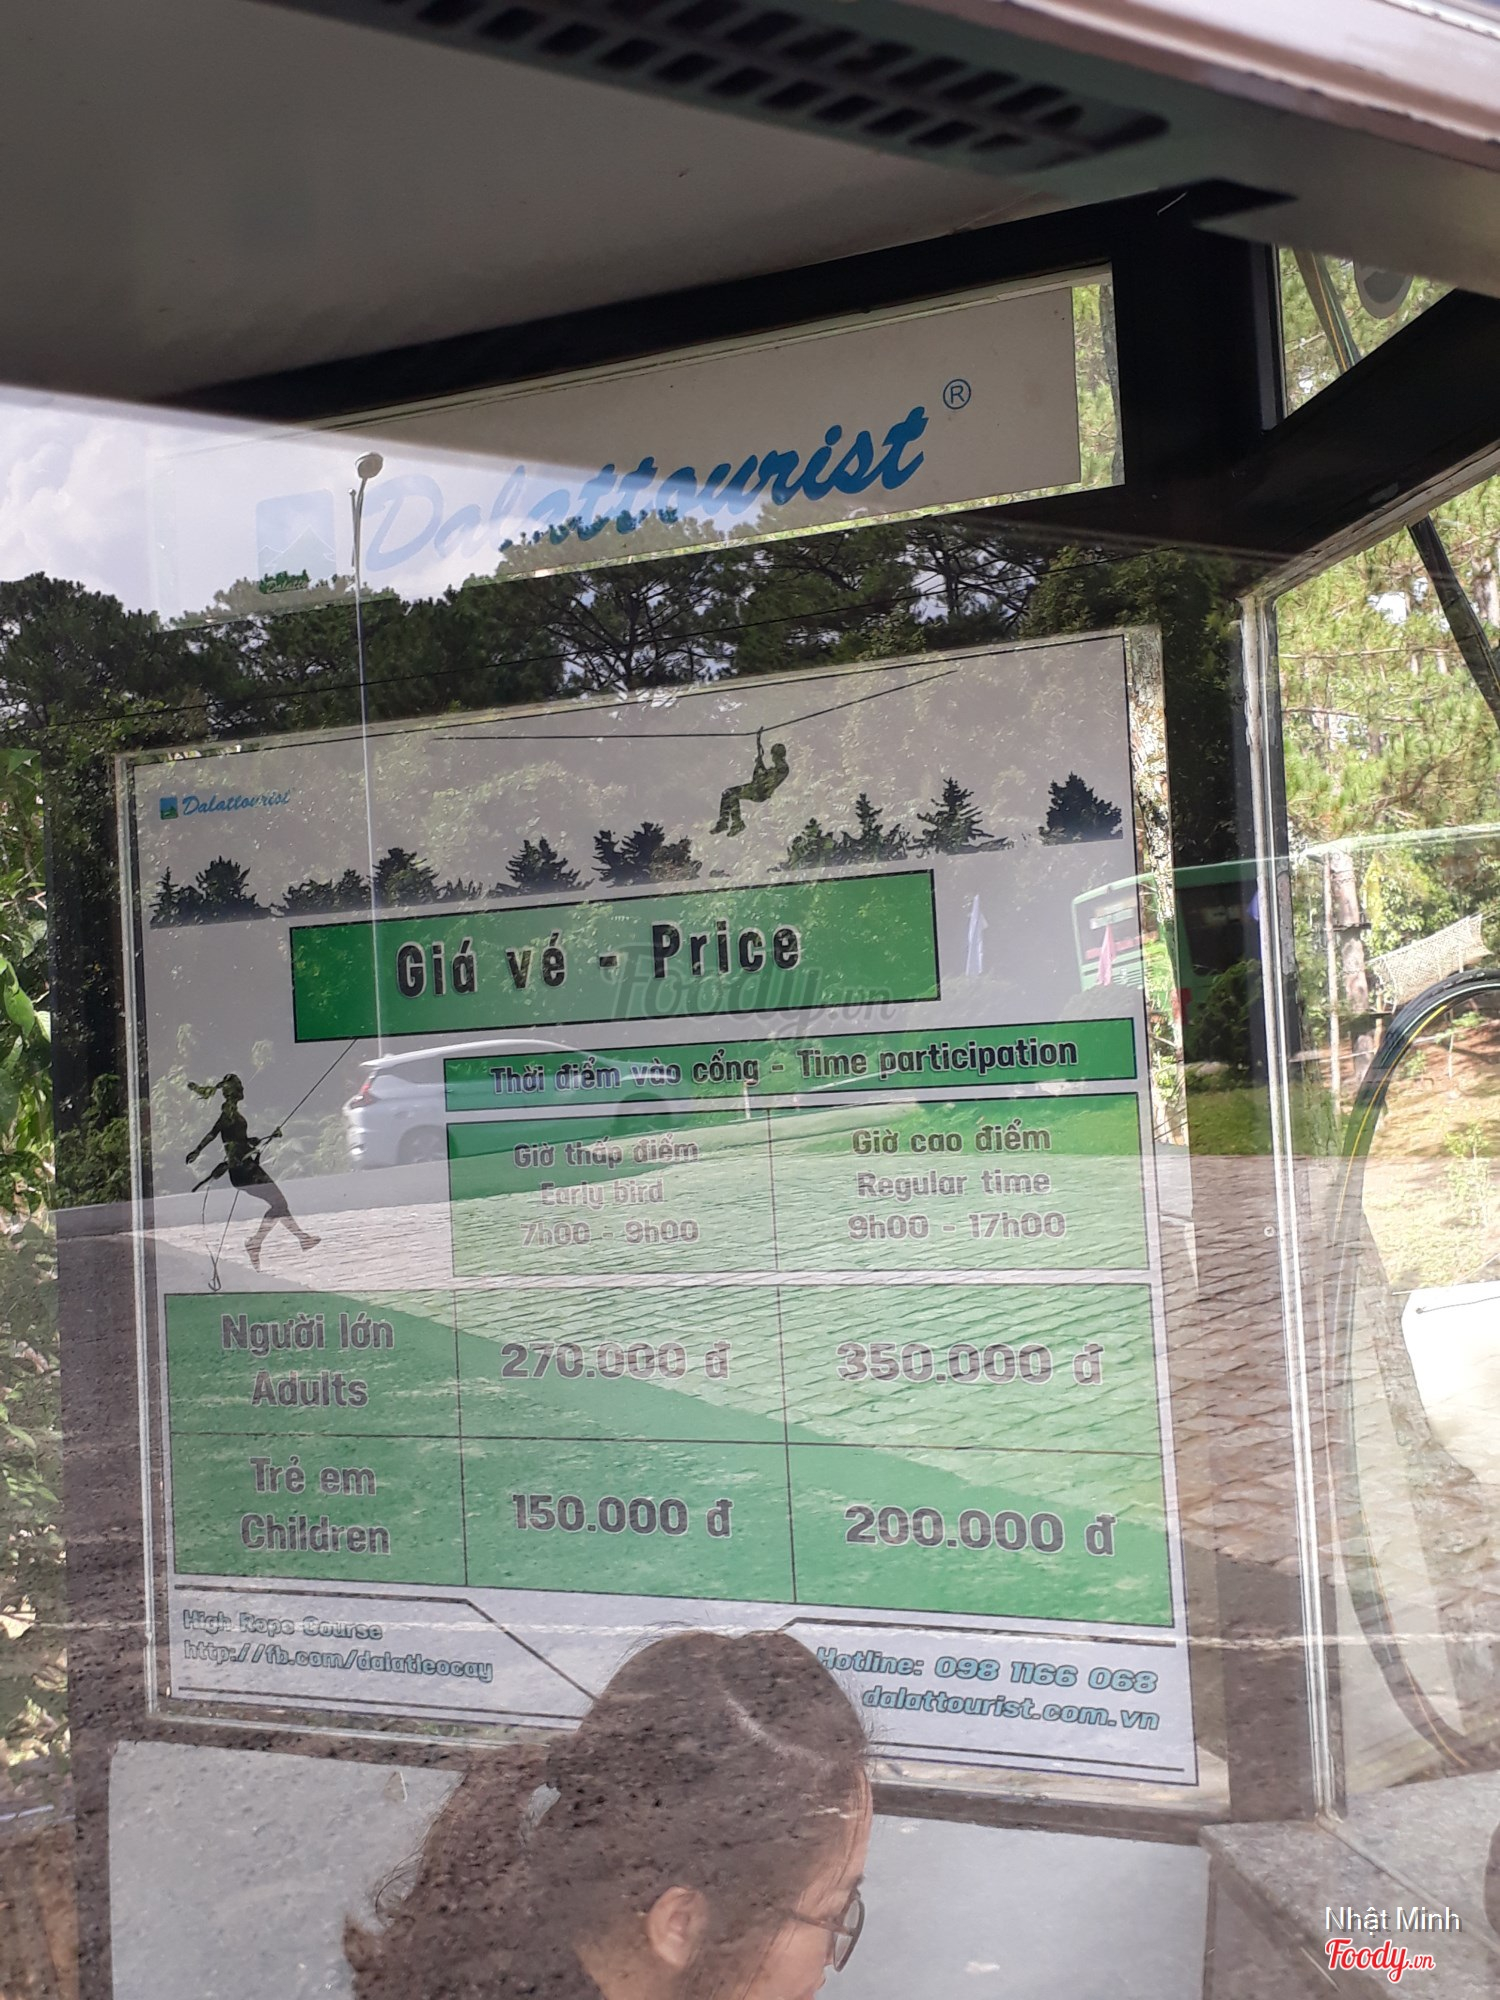 Dalattourist ®
Dalattourist
Giá vé - Price
Foody.vn
Thời điểm vào cổng - Time participation
Giờ thấp điểm
Early bird
7h00 - 9h00
Giờ cao điểm
Regular time
9h00 - 17h00
Người lớn
Adults
270.000 đ
350.000 đ
Trẻ em
Children
150.000 đ
200.000 đ
High Rope Course
http://fb.com/dalatleocay
Hotline: 098 1166 068
dalattourist.com.vn
Nhật Minh
Foody.vn